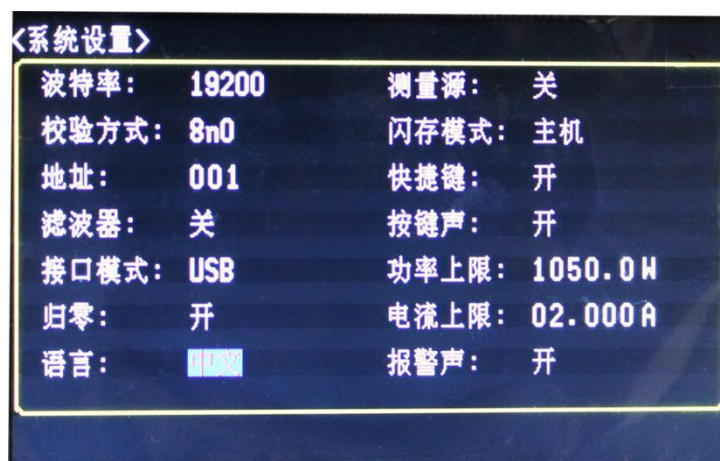 <系统设置>
波特率: 19200 测量源: 关
校验方式: 8n0 闪存模式: 主机
地址: 001 快捷键: 开
滤波器: 关 按键声: 开
接口模式: USB 功率上限: 1050.0W
归零: 开 电流上限: 02.000A
语言: 中文 报警声: 开